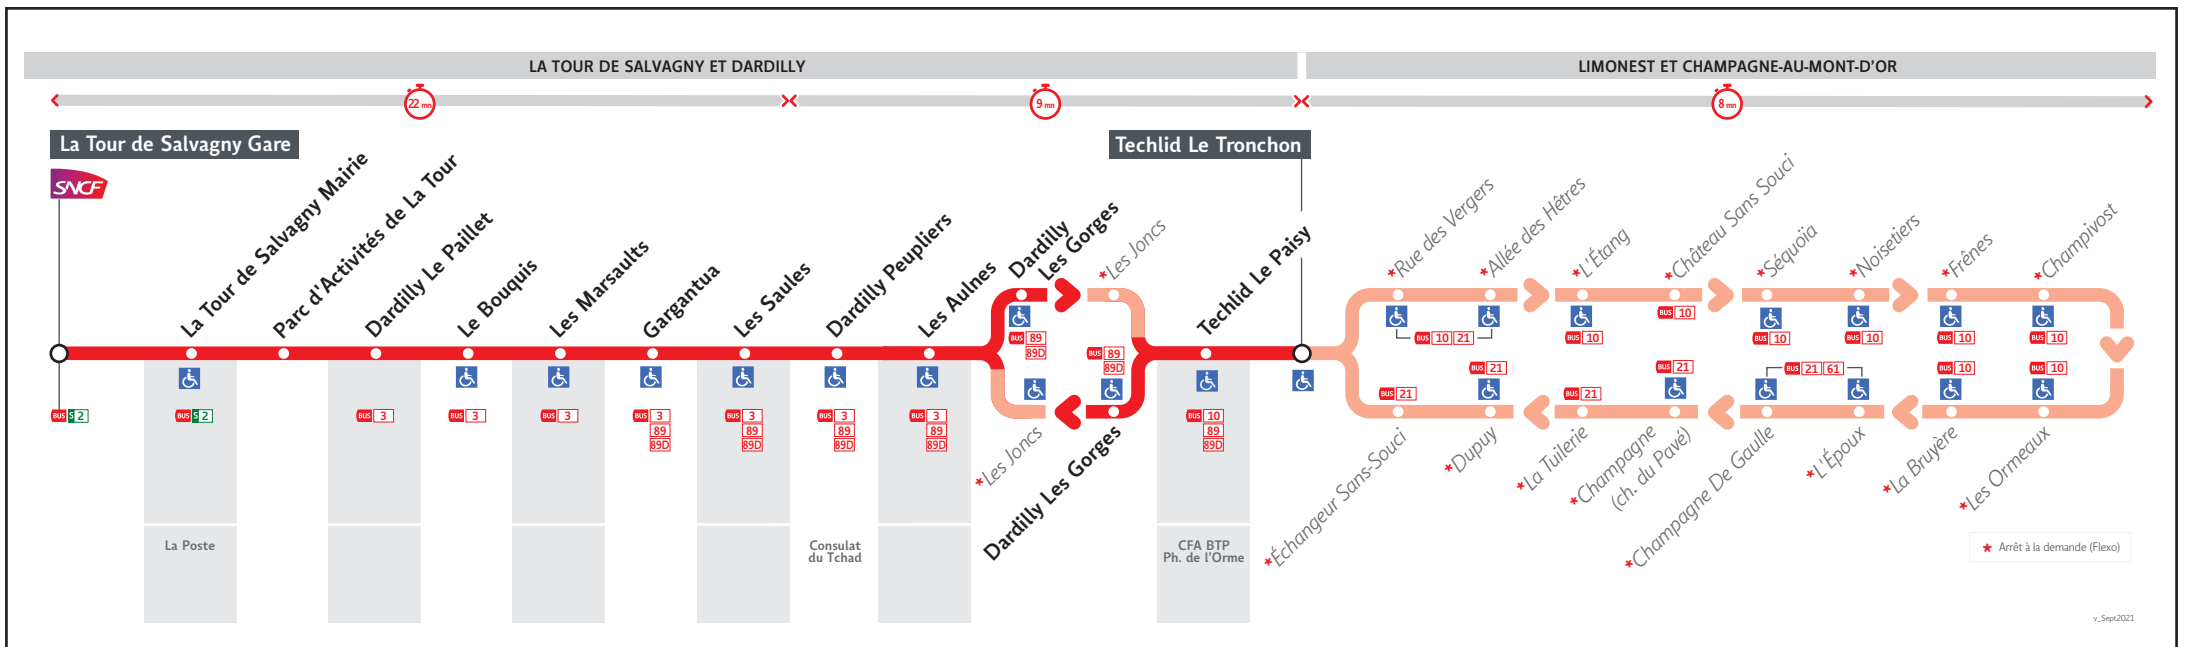 LA TOUR DE SALVAGNY ET DARDILLY
LIMONEST ET CHAMPAGNE-AU-MONT-D'OR
22 mn
9 mn
8 mn
La Tour de Salvagny Gare
Techlid Le Tronchon
SNCF
La Tour de Salvagny Mairie
Parc d'Activités de La Tour
Dardilly Le Paillet
Le Bouquis
Les Marsaults
Gargantua
Les Saules
Dardilly Peupliers
Les Aulnes
Dardilly
Les Gorges
*Les Joncs
Techlid Le Paisy
*Rue des Vergers
*Allée des Hêtres
*L'Étang
*Château Sans Souci
*Séquoïa
*Noisetiers
*Frênes
*Champivost
BUS 89
89D
BUS 89
89D
BUS 10 21
BUS 10
BUS 10
BUS 10
BUS 10
BUS 10
BUS 10
BUS 21
BUS 21
BUS 21
BUS 21
BUS 21 61
BUS 10
BUS 10
BUS S 2
BUS S 2
BUS 3
BUS 3
BUS 3
BUS 3
89
89D
BUS 3
89
89D
BUS 3
89
89D
BUS 3
89
89D
BUS 10
89
89D
*Les Joncs
Dardilly Les Gorges
*Échangeur Sans-Souci
*Dupuy
*La Tuilerie
*Champagne
(ch. du Pavé)
*Champagne De Gaulle
*L'Époux
*La Bruyère
*Les Ormeaux
La Poste
Consulat
du Tchad
CFA BTP
Ph. de l'Orme
* Arrêt à la demande (Flexo)
v_Sept2021